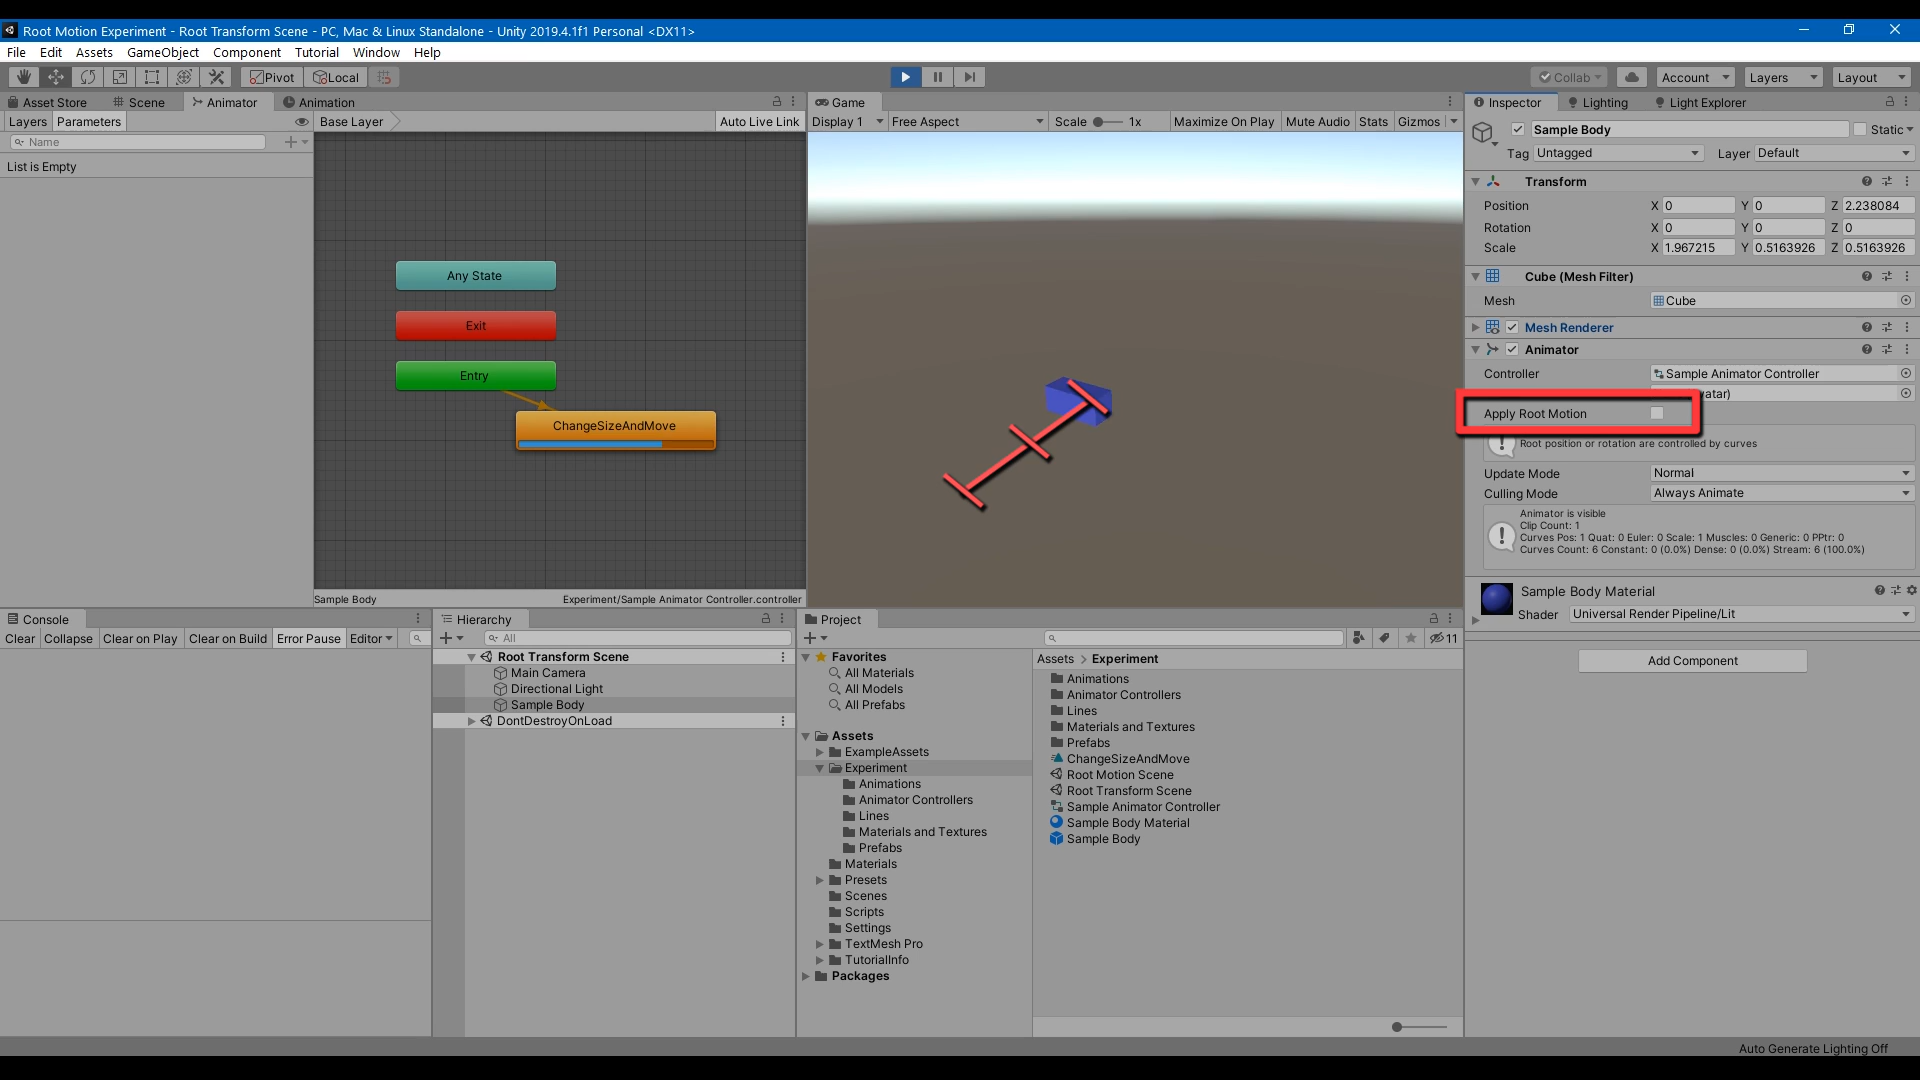 Root Motion Experiment - Root Transform Scene - PC, Mac & Linux Standalone - Unity 2019.4.1f1 Personal <DX11>
File Edit Assets GameObject Component Tutorial Window Help
Pivot Local Collab Account Layers Layout
Asset Store Scene Animator Animation
Layers Parameters Base Layer Auto Live Link
Name
List is Empty
Any State
Exit
Entry
ChangeSizeAndMove
Sample Body Experiment/Sample Animator Controller.controller
Game
Display 1 Free Aspect Scale 1x Maximize On Play Mute Audio Stats Gizmos
Inspector Lighting Light Explorer
Sample Body Static
Tag Untagged Layer Default
Transform
Position X 0 Y 0 Z 2.238084
Rotation X 0 Y 0 Z 0
Scale X 1.967215 Y 0.5163926 Z 0.5163926
Cube (Mesh Filter)
Mesh Cube
Mesh Renderer
Animator
Controller Sample Animator Controller
Apply Root Motion
Root position or rotation are controlled by curves
Update Mode Normal
Culling Mode Always Animate
Animator is visible
Clip Count: 1
Curves Pos: 1 Quat: 0 Euler: 0 Scale: 1 Muscles: 0 Generic: 0 PPtr: 0
Curves Count: 6 Constant: 0 (0.0%) Dense: 0 (0.0%) Stream: 6 (100.0%)
Sample Body Material
Shader Universal Render Pipeline/Lit
Add Component
Console
Clear Collapse Clear on Play Clear on Build Error Pause Editor
Hierarchy
All
Root Transform Scene
Main Camera
Directional Light
Sample Body
DontDestroyOnLoad
Project
11
Favorites
All Materials
All Models
All Prefabs
Assets
ExampleAssets
Experiment
Animations
Animator Controllers
Lines
Materials and Textures
Prefabs
Materials
Presets
Scenes
Scripts
Settings
TextMesh Pro
TutorialInfo
Packages
Assets > Experiment
Animations
Animator Controllers
Lines
Materials and Textures
Prefabs
ChangeSizeAndMove
Root Motion Scene
Root Transform Scene
Sample Animator Controller
Sample Body Material
Sample Body
Auto Generate Lighting Off